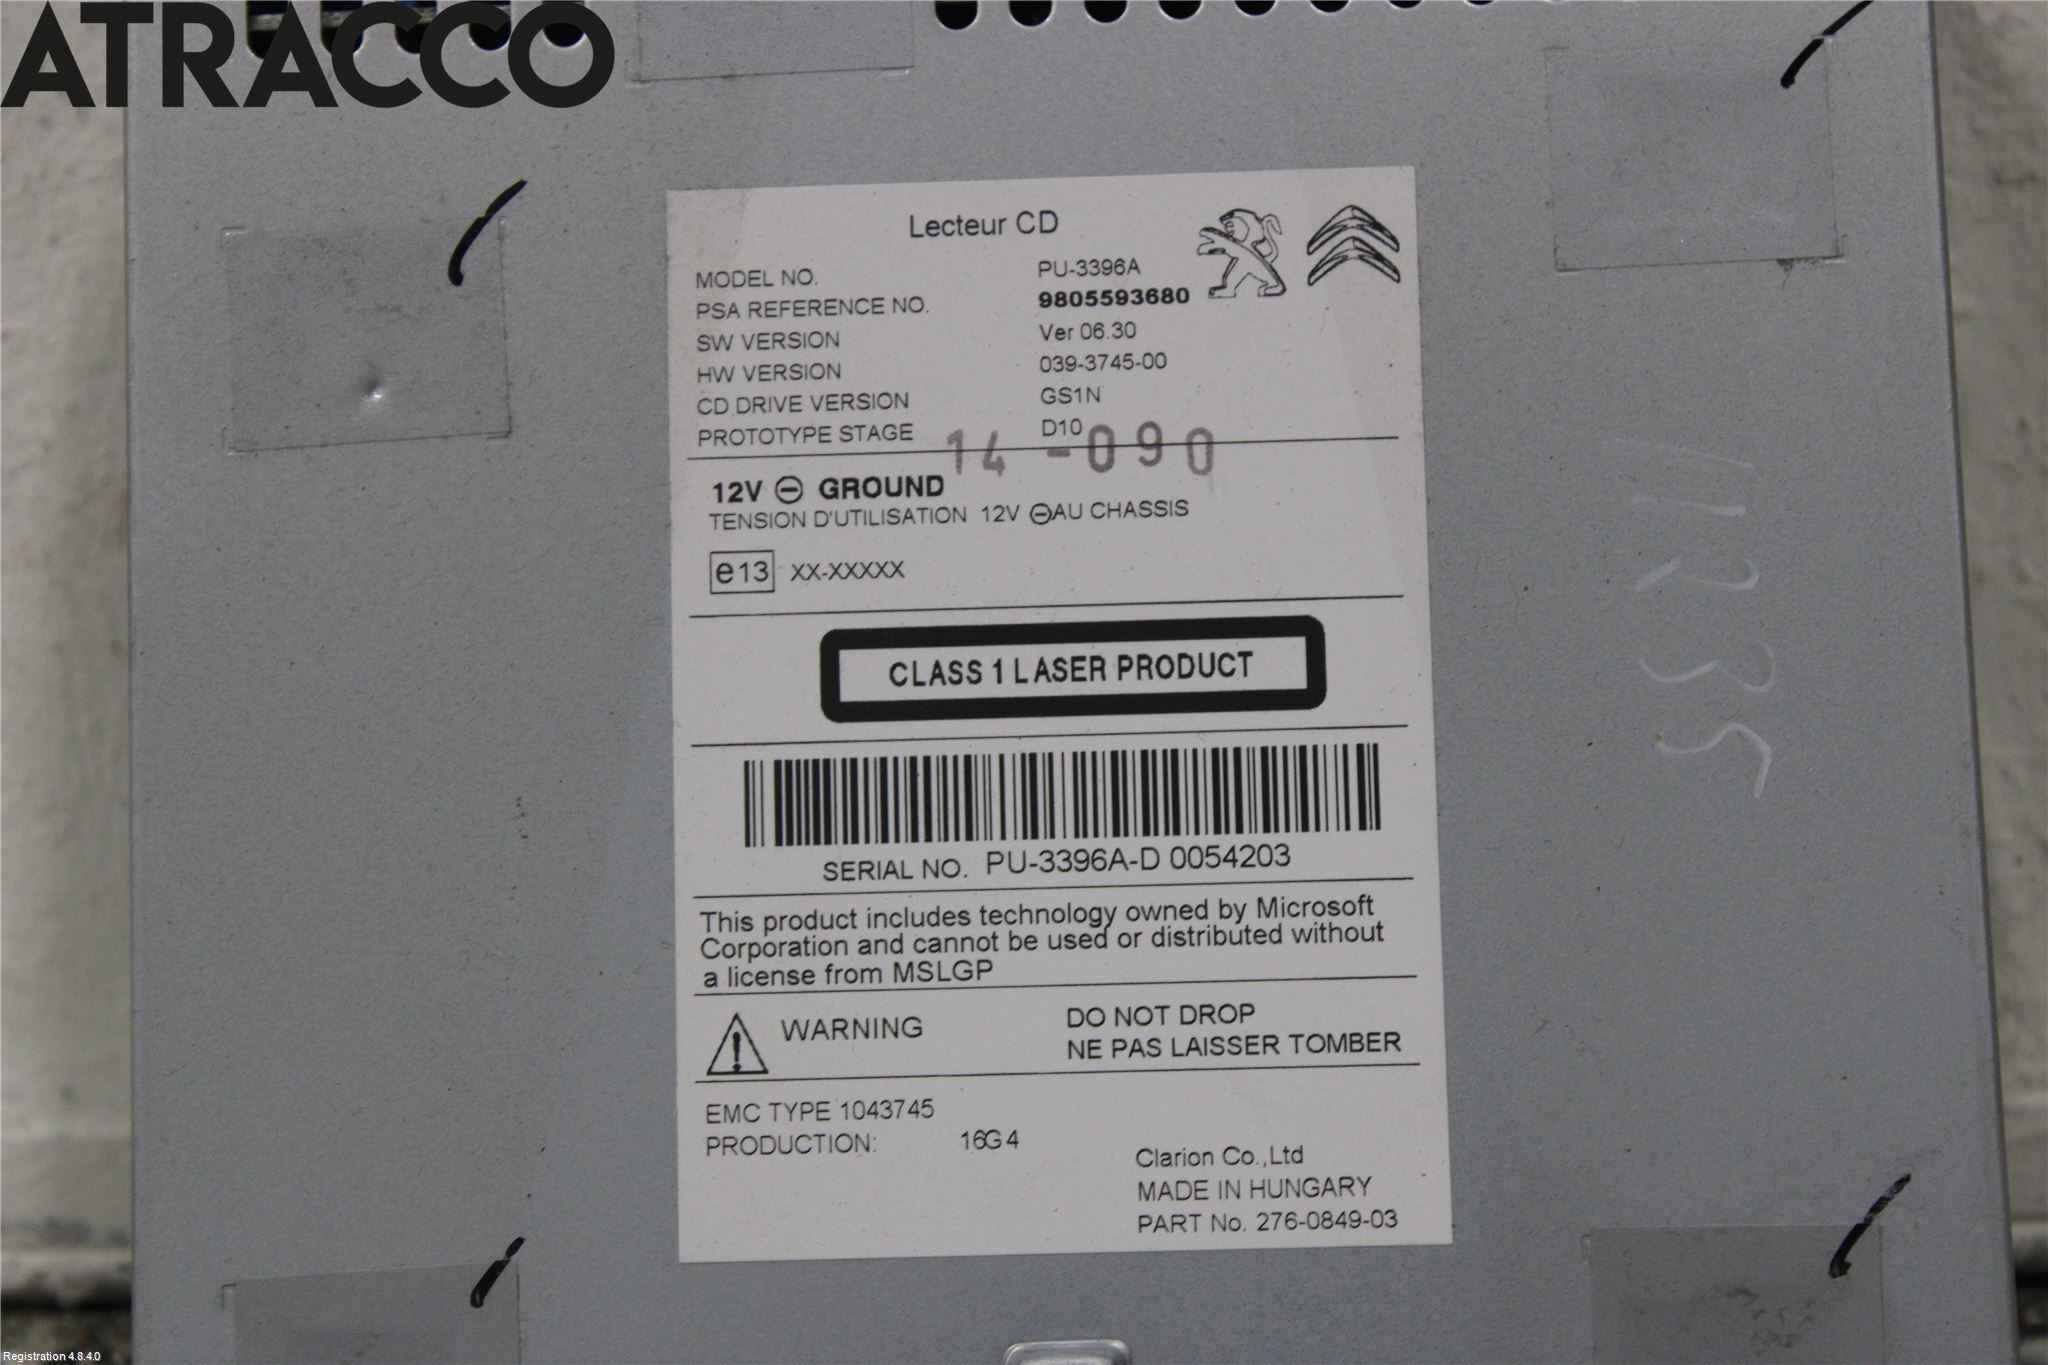 ATRACCO
Lecteur CD
MODEL NO. PU-3396A
PSA REFERENCE NO. 9805593680
SW VERSION Ver 06.30
HW VERSION 039-3745-00
CD DRIVE VERSION GS1N
PROTOTYPE STAGE D10
14-090
12V ⊖ GROUND
TENSION D'UTILISATION 12V ⊖AU CHASSIS
e13 XX-XXXXX
CLASS 1 LASER PRODUCT
SERIAL NO. PU-3396A-D 0054203
This product includes technology owned by Microsoft
Corporation and cannot be used or distributed without
a license from MSLGP
WARNING DO NOT DROP
NE PAS LAISSER TOMBER
EMC TYPE 1043745
PRODUCTION: 16G4
Clarion Co.,Ltd
MADE IN HUNGARY
PART No. 276-0849-03
Registration 4.8.4.0